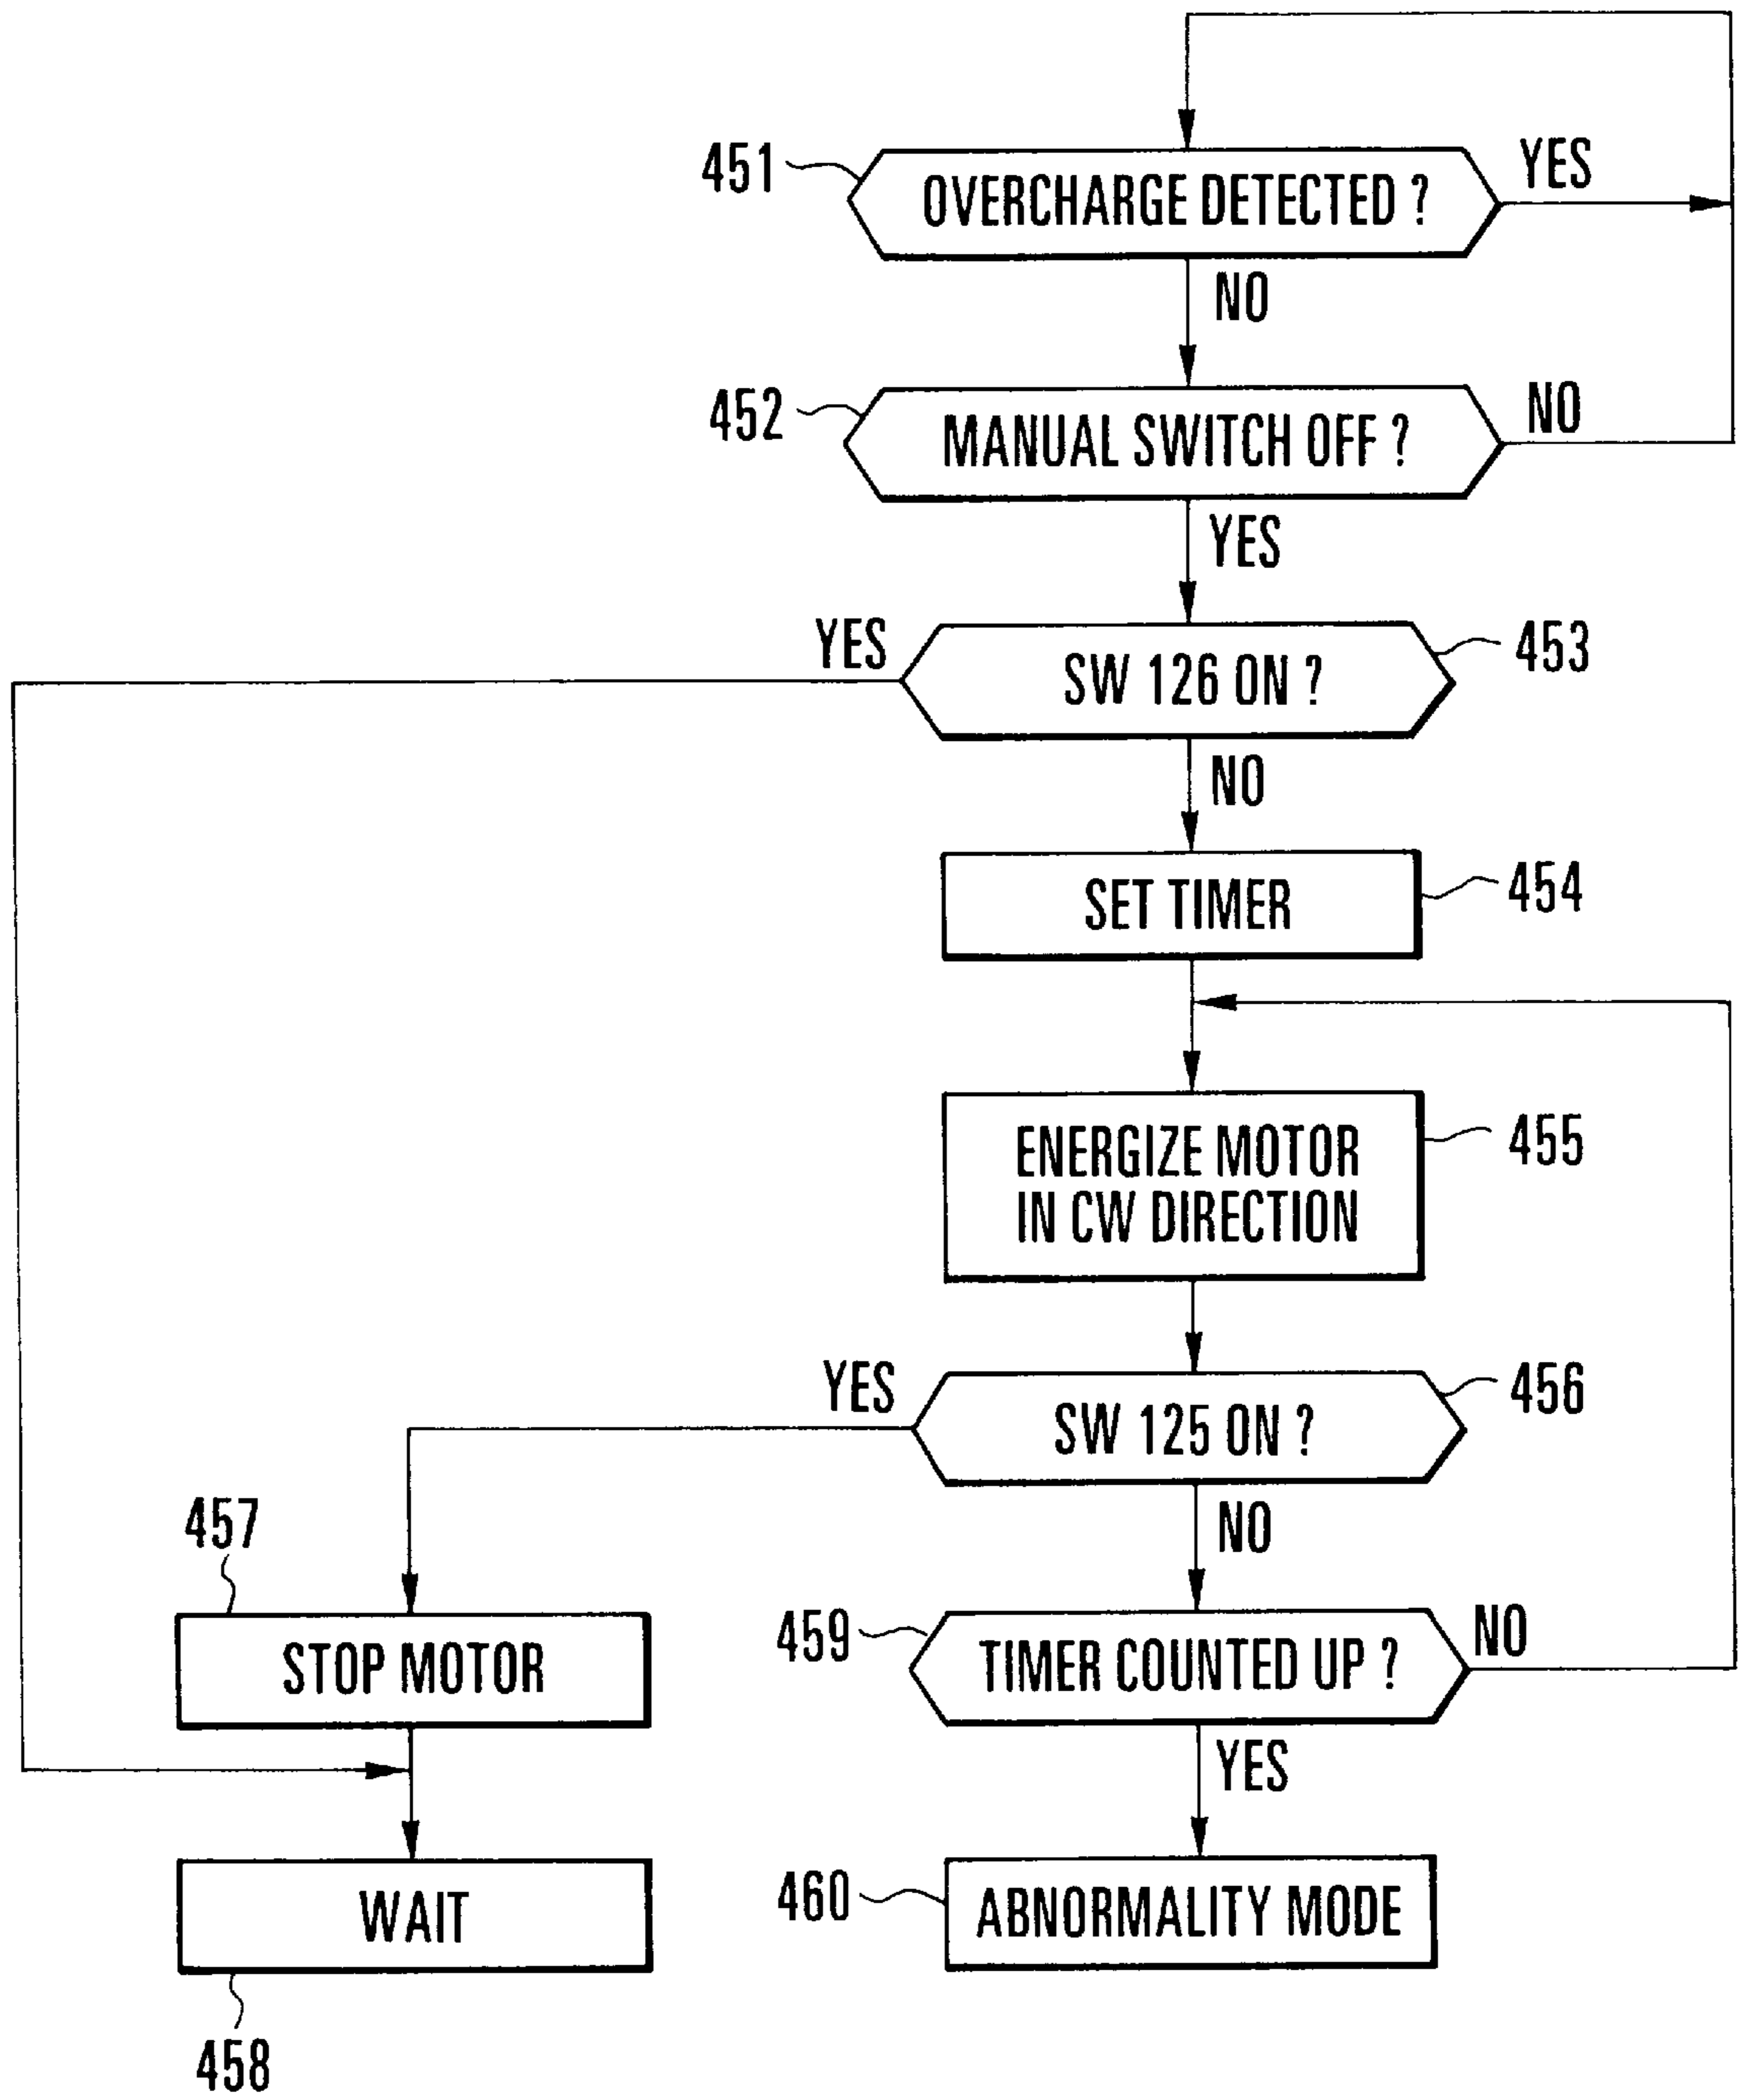 451
OVERCHARGE DETECTED ?
YES
NO
452
MANUAL SWITCH OFF ?
NO
YES
YES
SW 126 ON ?
453
NO
SET TIMER
454
ENERGIZE MOTOR
IN CW DIRECTION
455
YES
SW 125 ON ?
456
NO
457
STOP MOTOR
459
TIMER COUNTED UP ?
NO
YES
WAIT
458
460
ABNORMALITY MODE